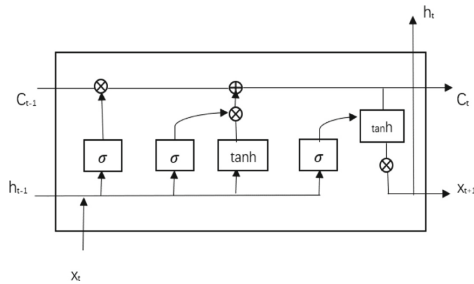 hₜ
Cₜ₋₁
Cₜ
tanh
σ
σ
tanh
σ
hₜ₋₁
xₜ₋₁
xₜ